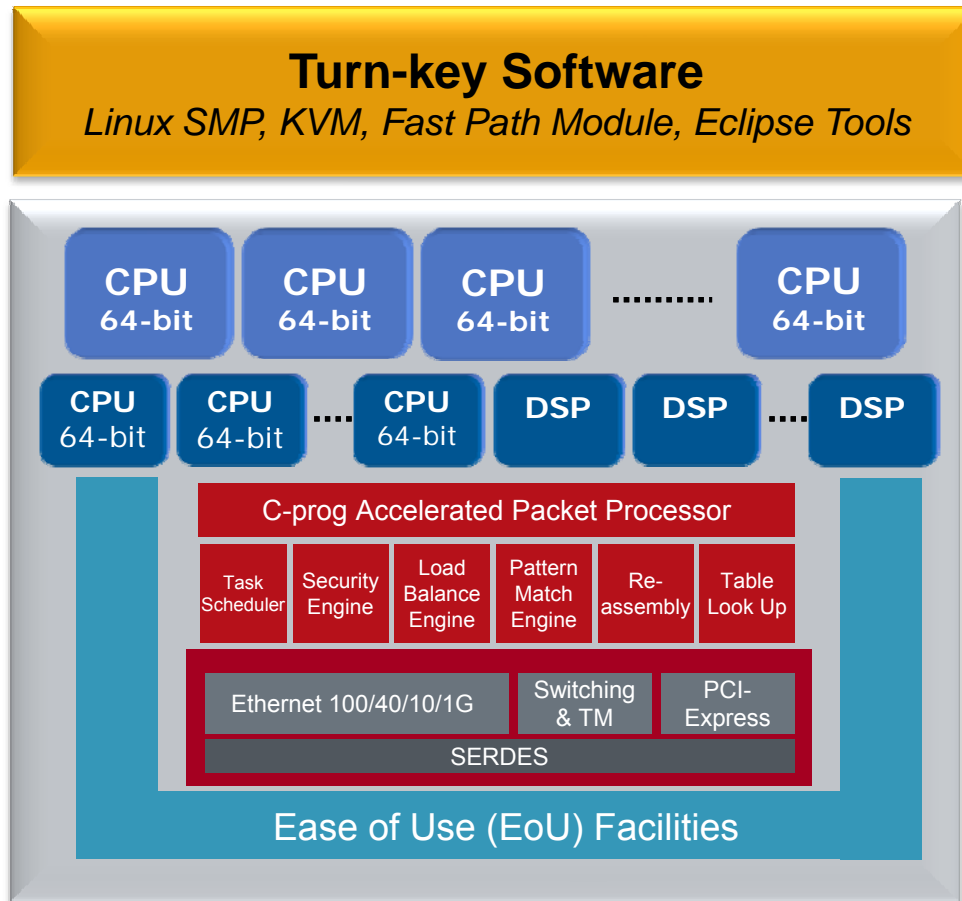 Turn-key Software
Linux SMP, KVM, Fast Path Module, Eclipse Tools
CPU
64-bit
CPU
64-bit
CPU
64-bit
CPU
64-bit
CPU
64-bit
CPU
64-bit
CPU
64-bit
DSP
DSP
DSP
C-prog Accelerated Packet Processor
Task
Scheduler
Security
Engine
Load
Balance
Engine
Pattern
Match
Engine
Re-
assembly
Table
Look Up
Ethernet 100/40/10/1G
Switching
& TM
PCI-
Express
SERDES
Ease of Use (EoU) Facilities